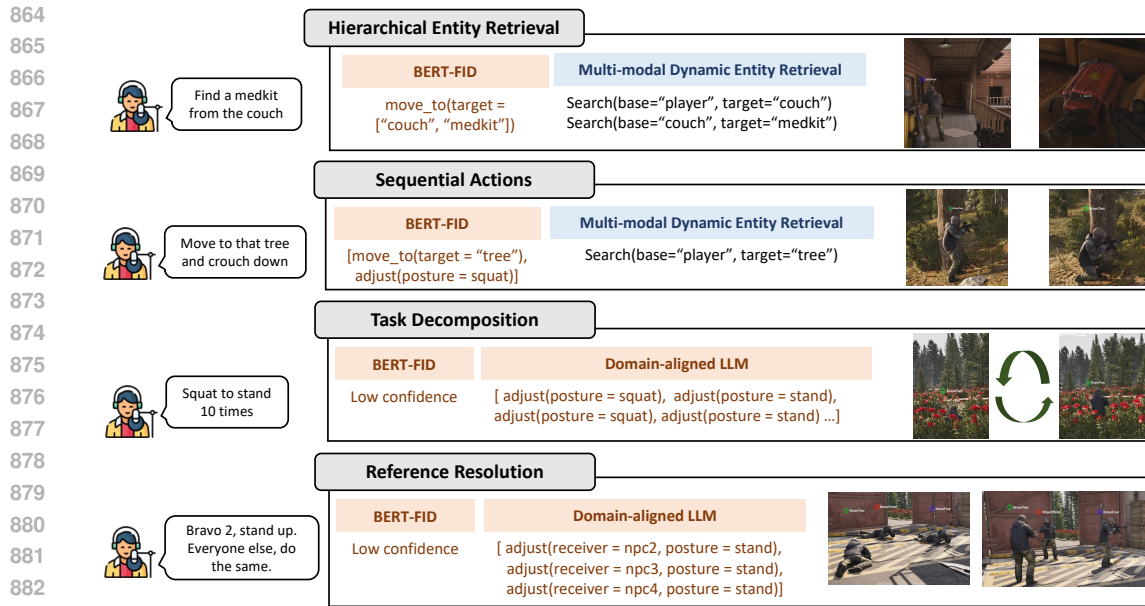 864
865
866
867
868
869
870
871
872
873
874
875
876
877
878
879
880
881
882
Hierarchical Entity Retrieval
Find a medkit
from the couch
BERT-FID
move_to(target =
["couch", "medkit"])
Multi-modal Dynamic Entity Retrieval
Search(base="player", target="couch")
Search(base="couch", target="medkit")
Sequential Actions
Move to that tree
and crouch down
BERT-FID
[move_to(target = "tree"),
adjust(posture = squat)]
Multi-modal Dynamic Entity Retrieval
Search(base="player", target="tree")
Task Decomposition
Squat to stand
10 times
BERT-FID
Low confidence
Domain-aligned LLM
[ adjust(posture = squat), adjust(posture = stand),
adjust(posture = squat), adjust(posture = stand) ...]
Reference Resolution
Bravo 2, stand up.
Everyone else, do
the same.
BERT-FID
Low confidence
Domain-aligned LLM
[ adjust(receiver = npc2, posture = stand),
adjust(receiver = npc3, posture = stand),
adjust(receiver = npc4, posture = stand)]